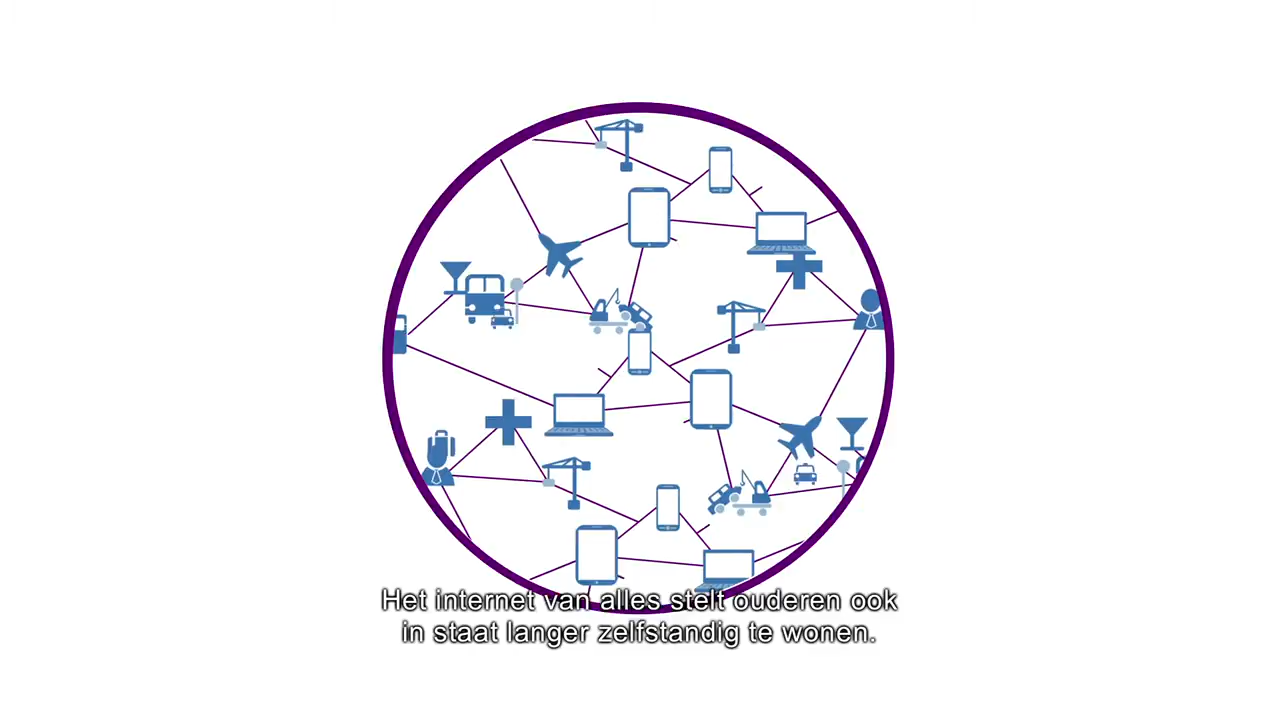 Het internet van alles stelt ouderen ook
in staat langer zelfstandig te wonen.